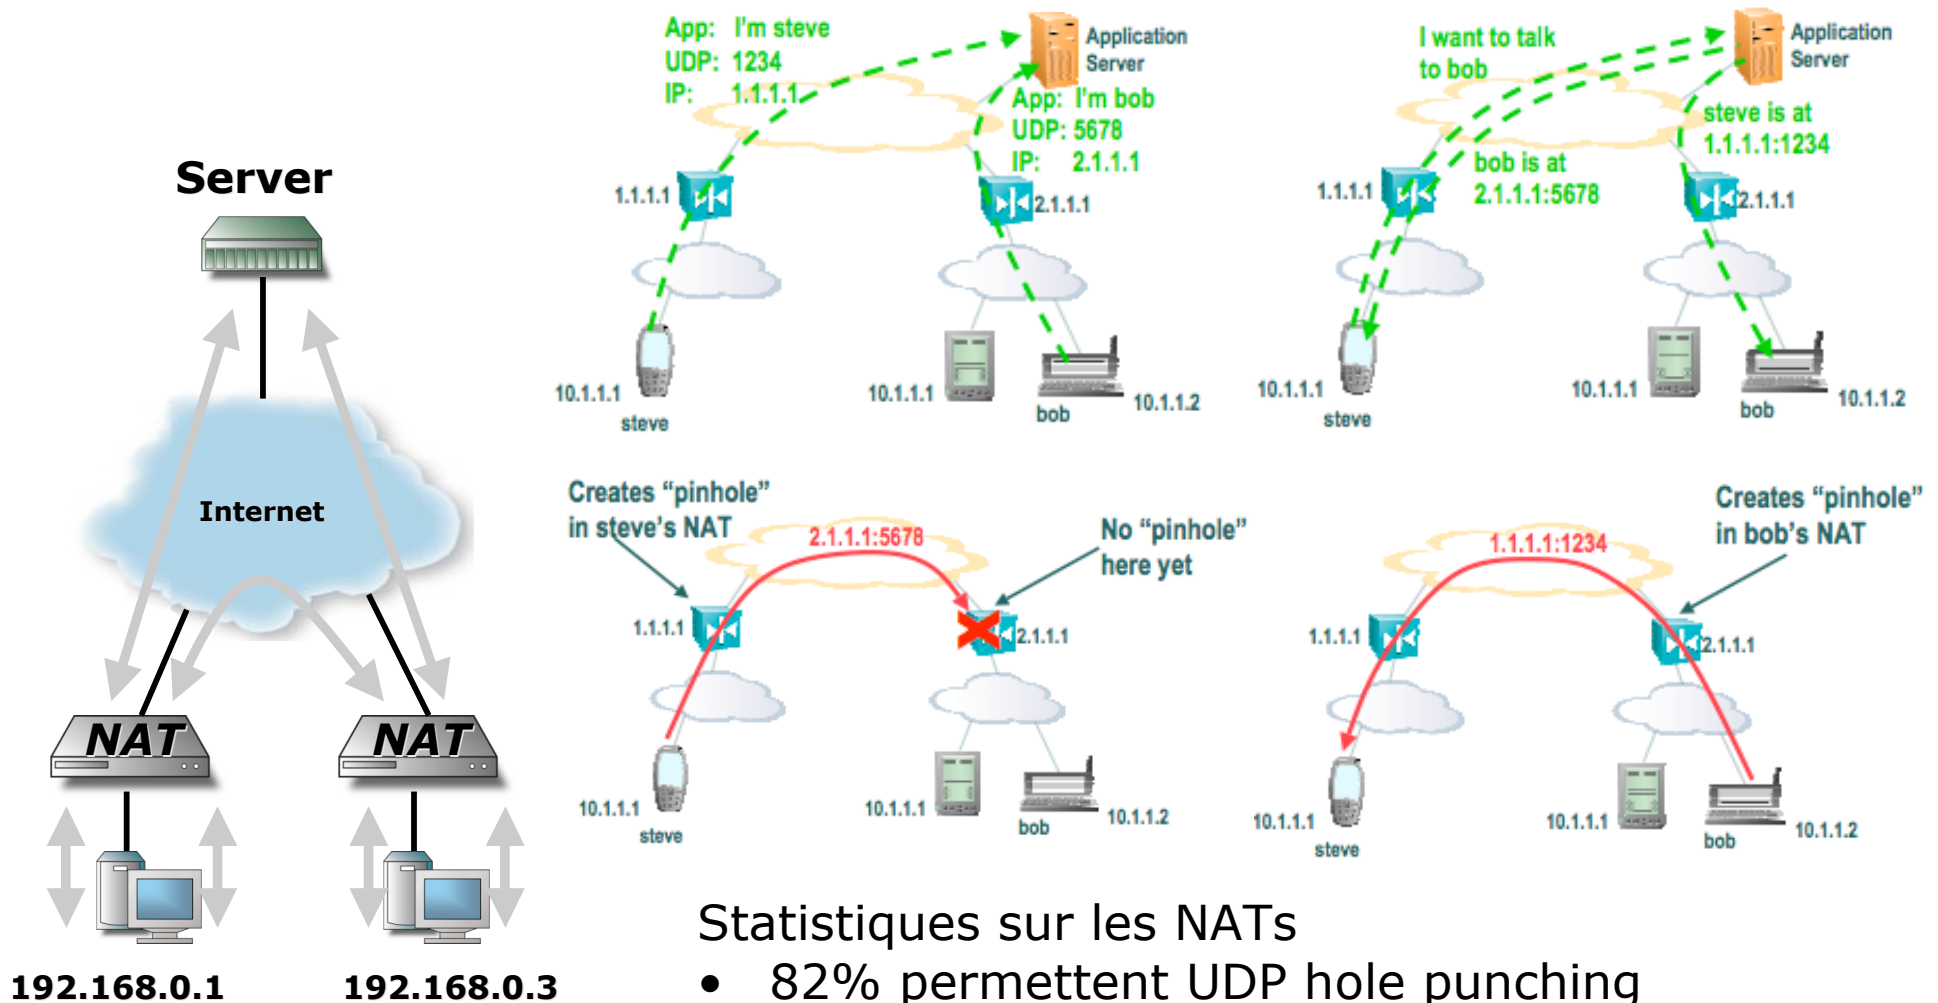 Server
Internet
NAT
NAT
192.168.0.1
192.168.0.3
App: I'm steve
UDP: 1234
IP: 1.1.1.1
Application
Server
App: I'm bob
UDP: 5678
IP: 2.1.1.1
1.1.1.1
2.1.1.1
10.1.1.1
steve
10.1.1.1
bob
10.1.1.2
I want to talk
to bob
Application
Server
steve is at
1.1.1.1:1234
bob is at
2.1.1.1:5678
1.1.1.1
2.1.1.1
10.1.1.1
steve
10.1.1.1
bob
10.1.1.2
Creates “pinhole”
in steve's NAT
2.1.1.1:5678
No “pinhole”
here yet
1.1.1.1
2.1.1.1
10.1.1.1
steve
10.1.1.1
bob
10.1.1.2
1.1.1.1:1234
Creates “pinhole”
in bob's NAT
1.1.1.1
2.1.1.1
10.1.1.1
steve
10.1.1.1
bob
10.1.1.2
Statistiques sur les NATs
• 82% permettent UDP hole punching